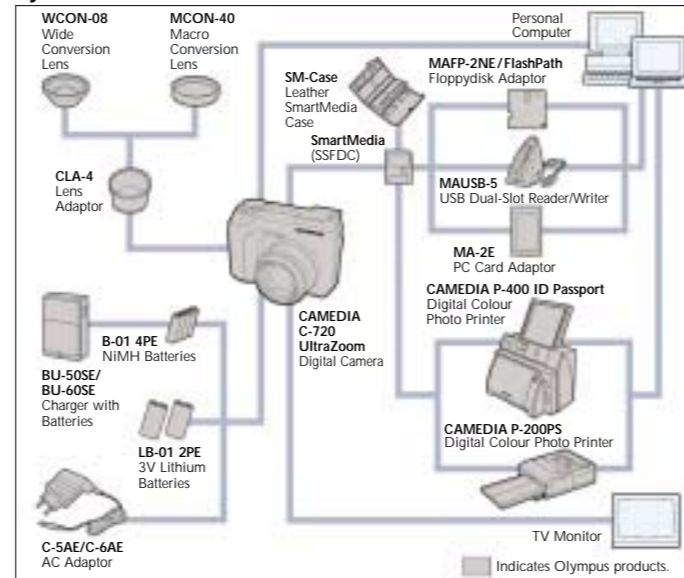 WCON-08
Wide
Conversion
Lens
MCON-40
Macro
Conversion
Lens
Personal
Computer
SM-Case
Leather
SmartMedia
Case
MAFP-2NE/FlashPath
Floppydisk Adaptor
SmartMedia
(SSFDC)
CLA-4
Lens
Adaptor
MAUSB-5
USB Dual-Slot Reader/Writer
MA-2E
PC Card Adaptor
CAMEDIA P-400 ID Passport
Digital Colour
Photo Printer
CAMEDIA
C-720
UltraZoom
Digital Camera
B-01 4PE
NiMH Batteries
BU-50SE/
BU-60SE
Charger with
Batteries
LB-01 2PE
3V Lithium
Batteries
CAMEDIA P-200PS
Digital Colour Photo Printer
C-5AE/C-6AE
AC Adaptor
TV Monitor
Indicates Olympus products.